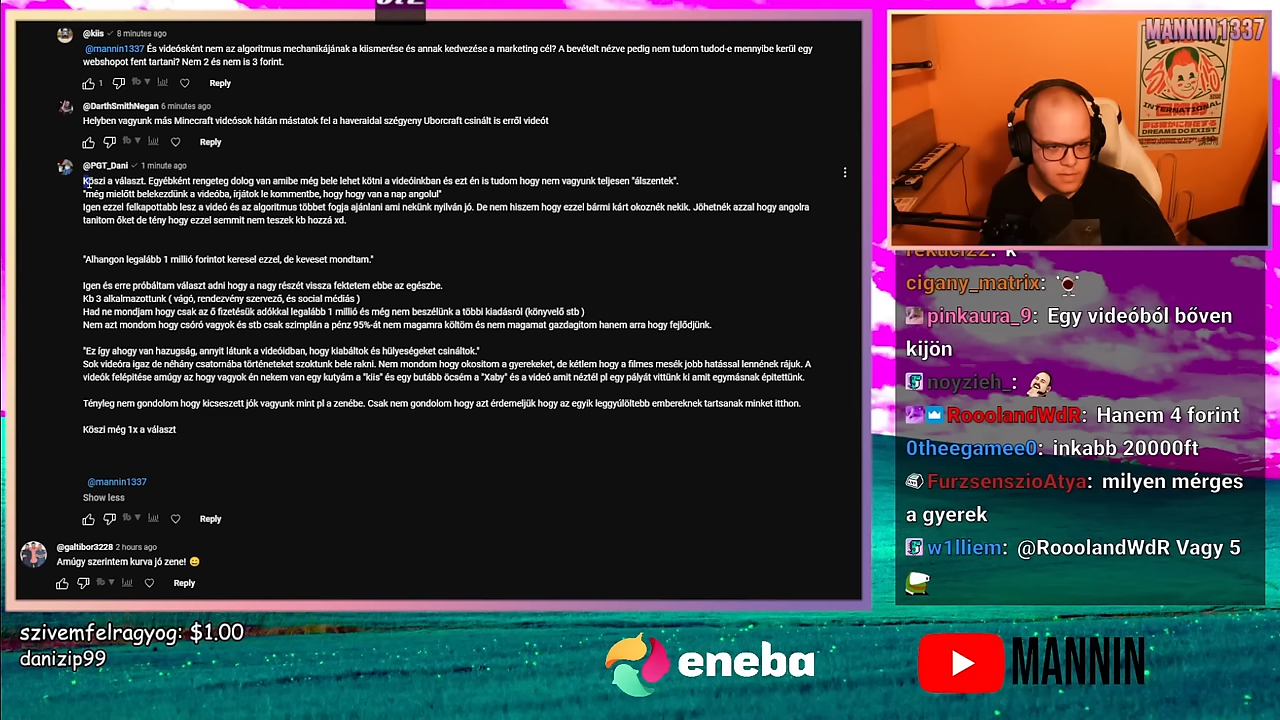 @kiis 8 minutes ago
@mannin1337 És videósként nem az algoritmus mechanikájának a kiismerése és annak kedvezése a marketing cél? A bevételt nézve pedig nem tudom tudod-e mennyibe kerül egy
webshopot fent tartani? Nem 2 és nem is 3 forint.
1 Reply
@DarthSmithNegan 6 minutes ago
Helyben vagyunk más Minecraft videósok hátán mástatok fel a haveraidal szégyeny Uborcraft csinált is erről videót
Reply
@PGT_Dani 1 minute ago
Köszi a választ. Egyébként rengeteg dolog van amibe még bele lehet kötni a videóinkban és ezt én is tudom hogy nem vagyunk teljesen "álszentek".
"még mielőtt belekezdünk a videóba, írjátok le kommentbe, hogy hogy van a nap angolul"
Igen ezzel felkapottabb lesz a videó és az algoritmus többet fogja ajánlani ami nekünk nyilván jó. De nem hiszem hogy ezzel bármi kárt okoznék nekik. Jöhetnék azzal hogy angolra
tanitom őket de tény hogy ezzel semmit nem teszek kb hozzá xd.
"Alhangon legalább 1 millió forintot keresel ezzel, de keveset mondtam."
Igen és erre próbáltam választ adni hogy a nagy részét vissza fektetem ebbe az egészbe.
Kb 3 alkalmazottunk ( vágó, rendezvény szervező, és social médiás )
Had ne mondjam hogy csak az ő fizetésük adókkal legalább 1 millió és még nem beszélünk a többi kiadásról (könyvelő stb )
Nem azt mondom hogy csóró vagyok és stb csak szimplán a pénz 95%-át nem magamra költöm és nem magamat gazdagitom hanem arra hogy fejlődjünk.
"Ez így ahogy van hazugság, annyit látunk a videóidban, hogy kiabáltok és hülyeségeket csináltok."
Sok videóra igaz de néhány csatornába történeteket szoktunk bele rakni. Nem mondom hogy okositom a gyerekeket, de kétlem hogy a filmes mesék jobb hatással lennének rájuk. A
videók felépítése amúgy az hogy vagyok én nekem van egy kutyám a "kiis" és egy butább öcsém a "Xaby" és a videó amit néztél pl egy pályát vittünk ki amit egymásnak épitettünk.
Tényleg nem gondolom hogy kicseszett jók vagyunk mint pl a zenébe. Csak nem gondolom hogy azt érdemeljük hogy az egyik leggyúlöltebb embereknek tartsanak minket itthon.
Köszi még 1x a választ
@mannin1337
Show less
Reply
@galtibor3228 2 hours ago
Amúgy szerintem kurva jó zene!
Reply
MANNIN1337
INTERNATIONAL
DREAMS DO EXIST
cigany_matrix:
pinkaura_9: Egy videóból bőven
kijön
noyzieh_:
RooolandWdR: Hanem 4 forint
0theegamee0: inkabb 20000ft
FurzsenszioAtya: milyen mérges
a gyerek
w1lliem: @RooolandWdR Vagy 5
szivemfelragyog: $1.00
danizip99
eneba
MANNIN